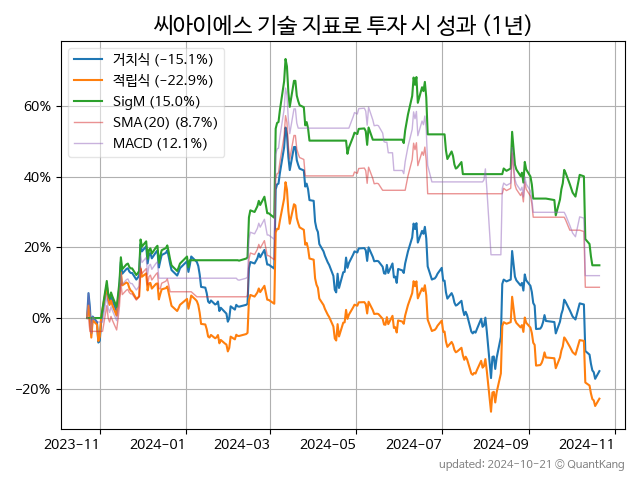 씨아이에스 기술 지표로 투자 시 성과 (1년)
거치식 (−15.1%)
적립식 (−22.9%)
SigM (15.0%)
SMA(20) (8.7%)
MACD (12.1%)
60%
40%
20%
0%
−20%
2023-11 2024-01 2024-03 2024-05 2024-07 2024-09 2024-11
updated: 2024-10-21 © QuantKang